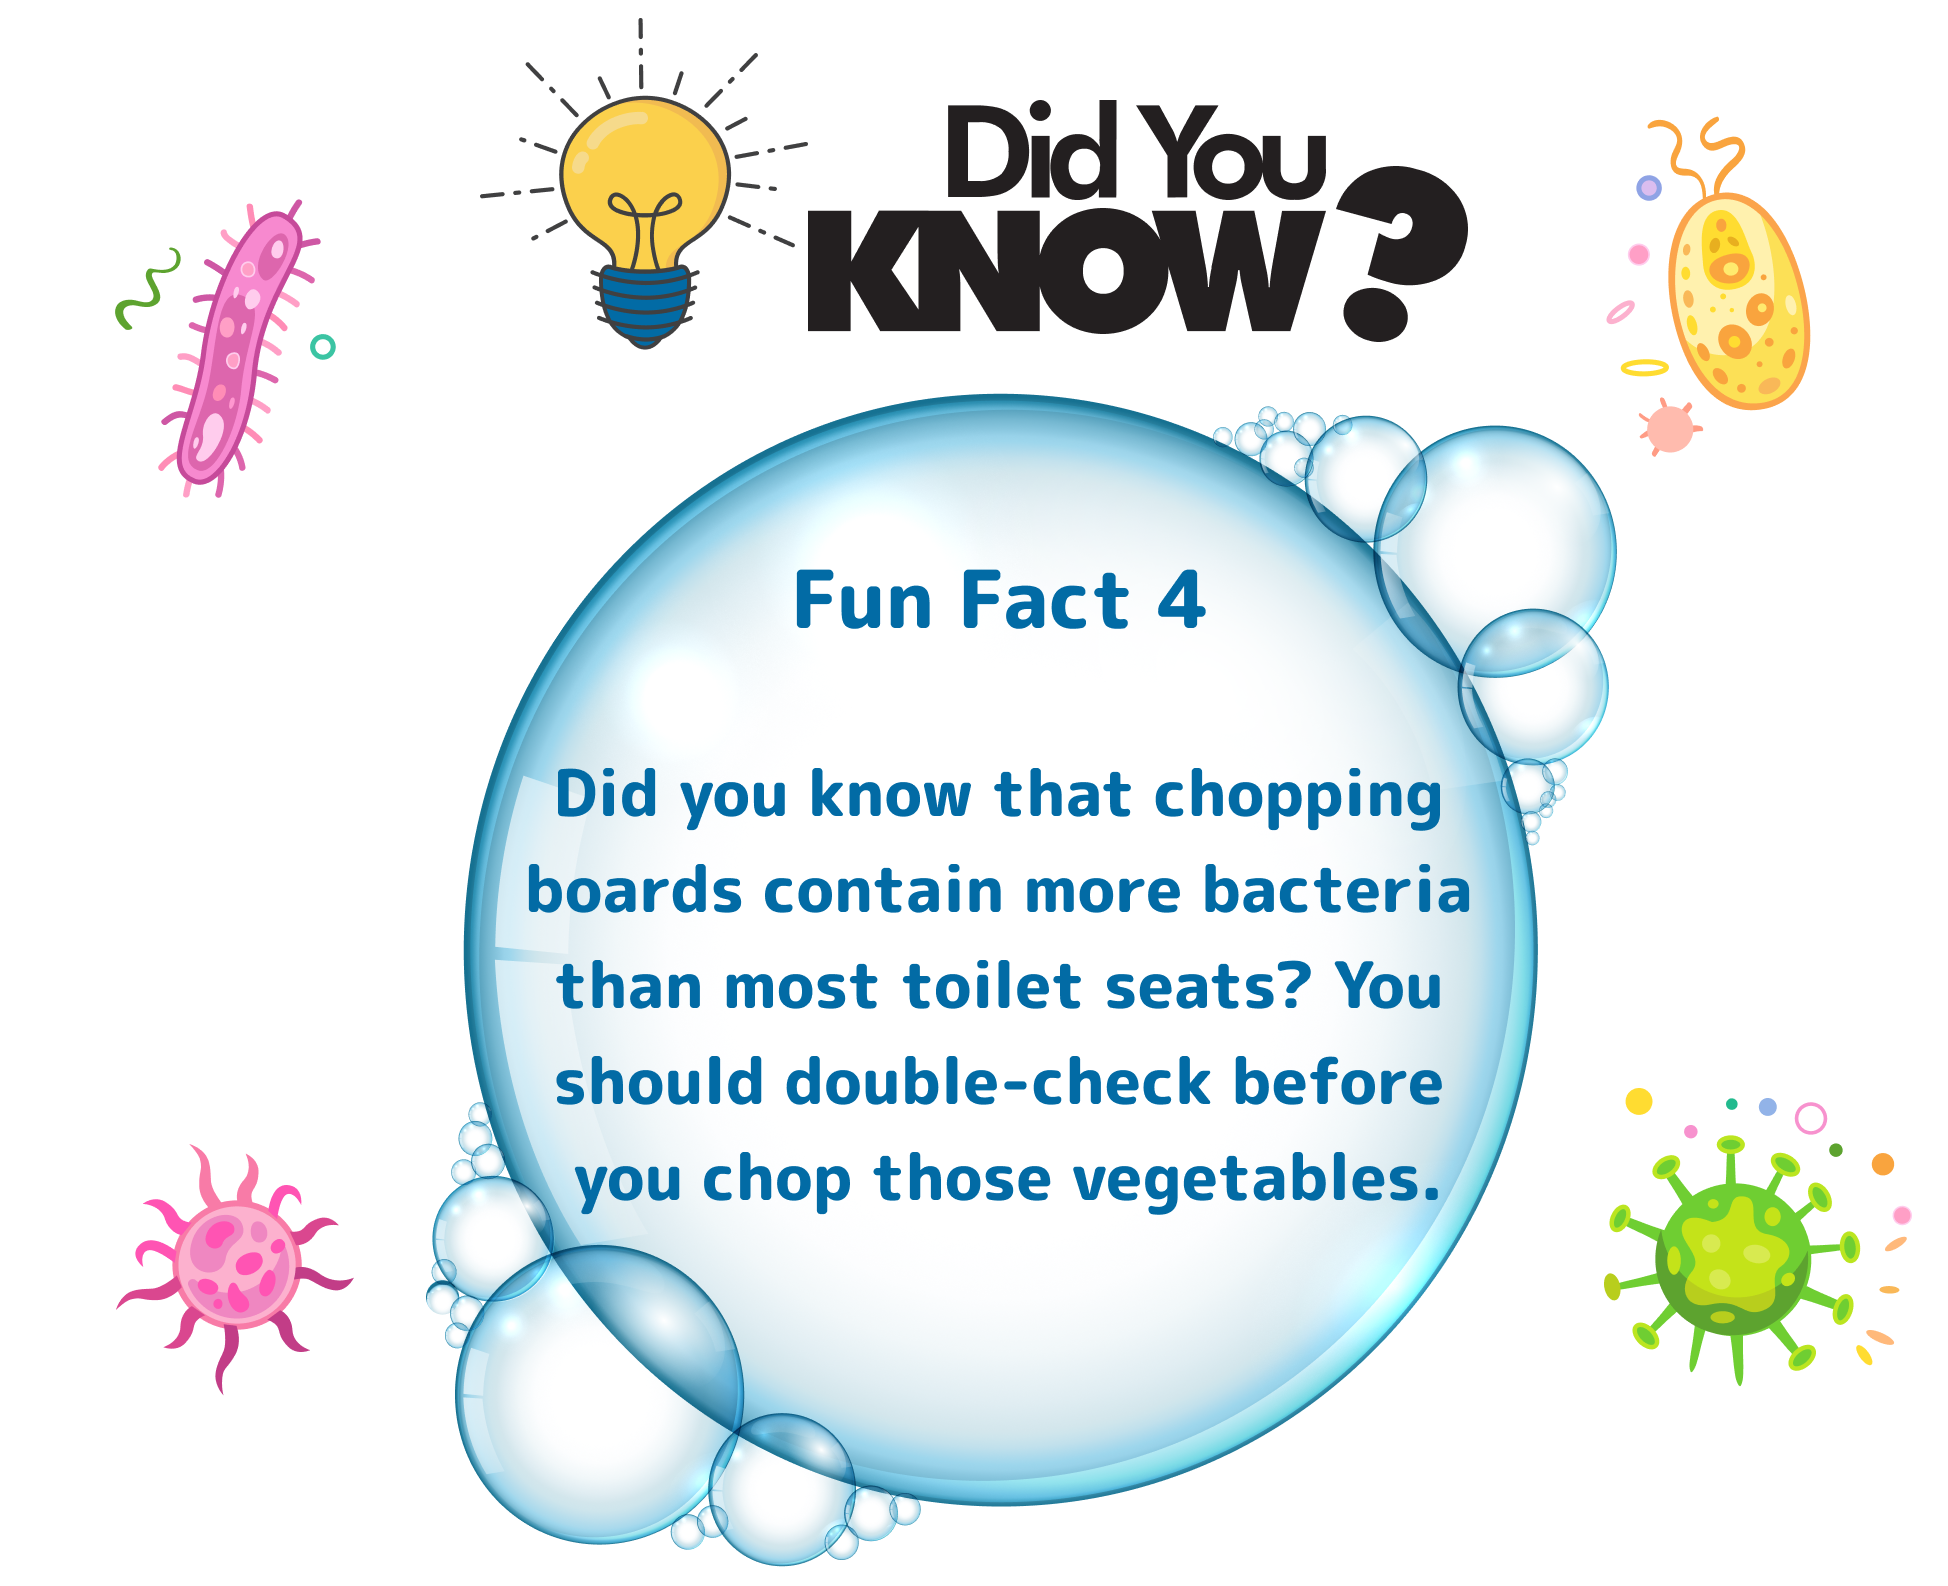 Did You
KNOW?
Fun Fact 4
Did you know that chopping
boards contain more bacteria
than most toilet seats? You
should double-check before
you chop those vegetables.